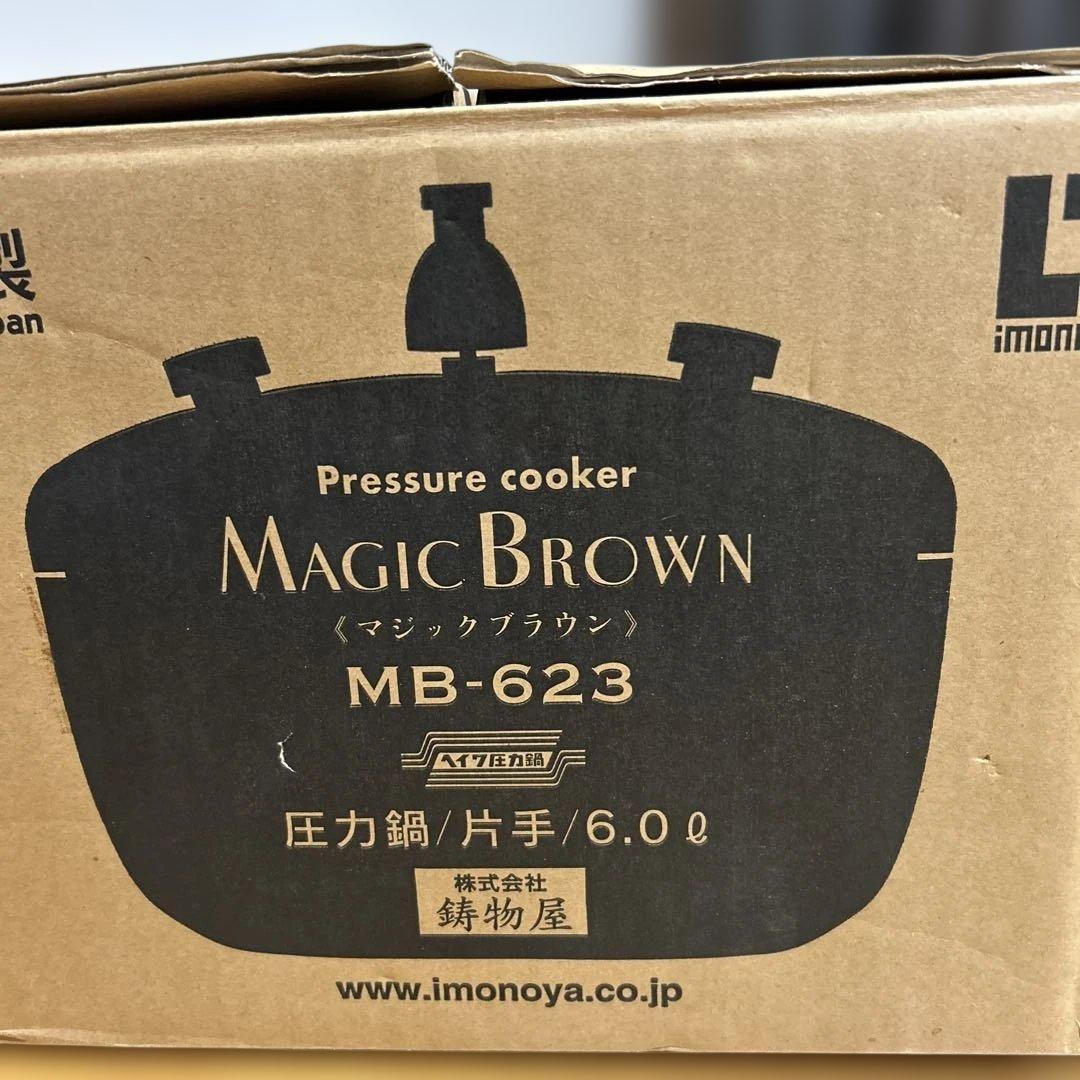 製
Pressure cooker
MAGIC BROWN
《マジックブラウン》
MB-623
ヘイワ圧力鍋
圧力鍋/片手/6.0ℓ
株式会社
鋳物屋
www.imonoya.co.jp